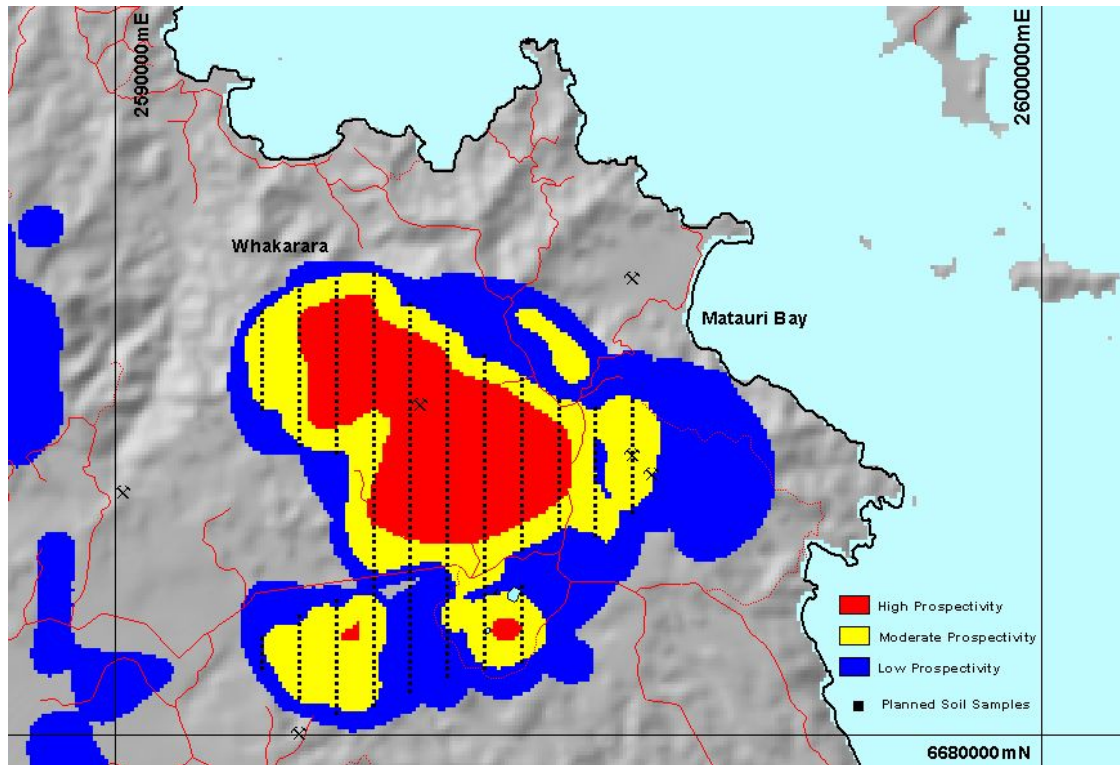 2590000mE
2600000mE
Whakarara
Matauri Bay
High Prospectivity
Moderate Prospectivity
Low Prospectivity
Planned Soil Samples
6680000mN